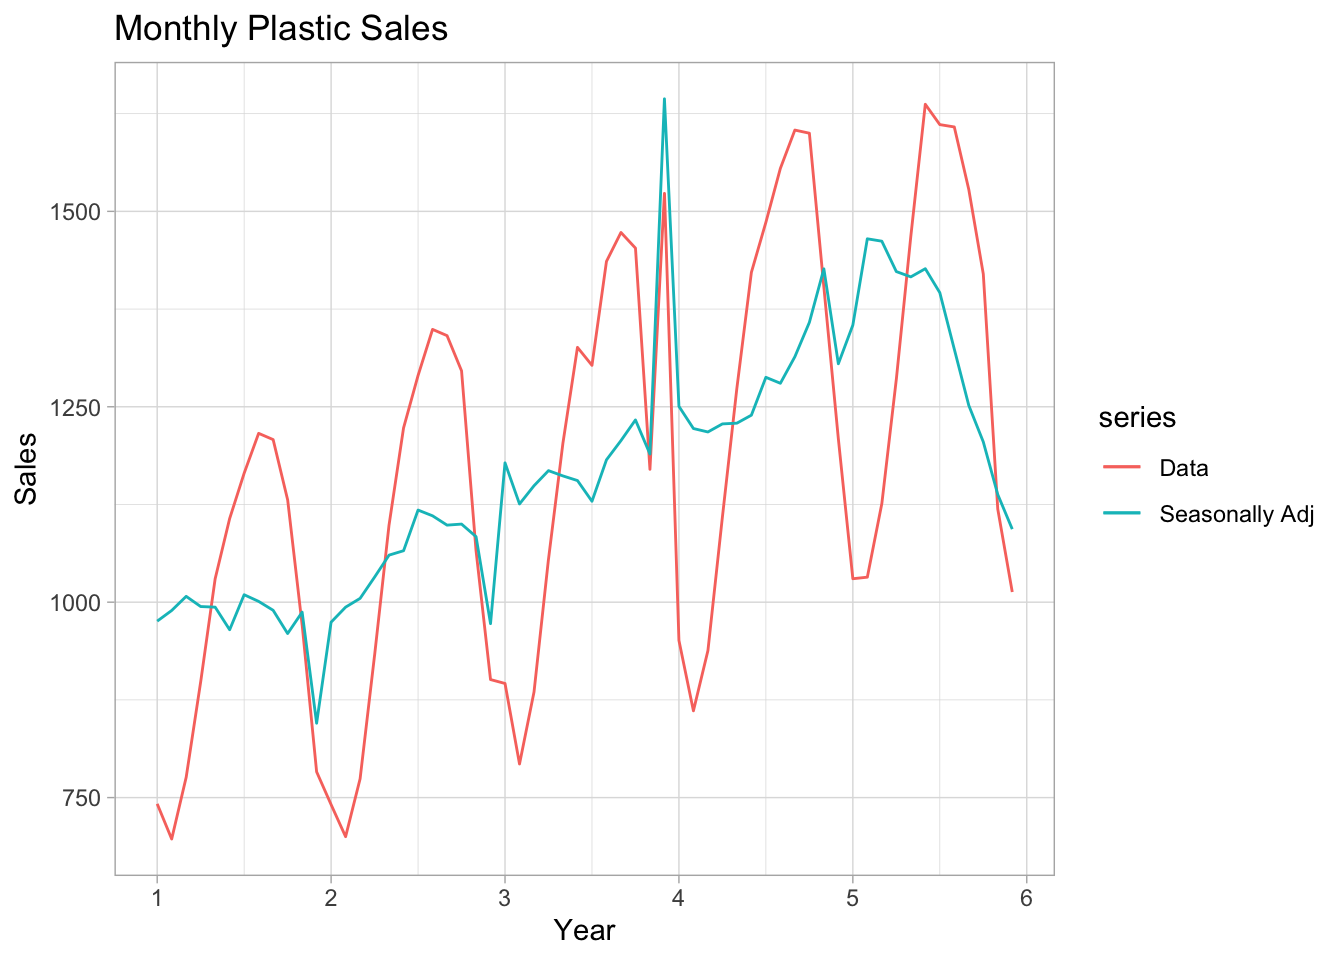 Monthly Plastic Sales
Sales
1500
1250
1000
750
1 2 3 4 5 6
Year
series
Data
Seasonally Adj